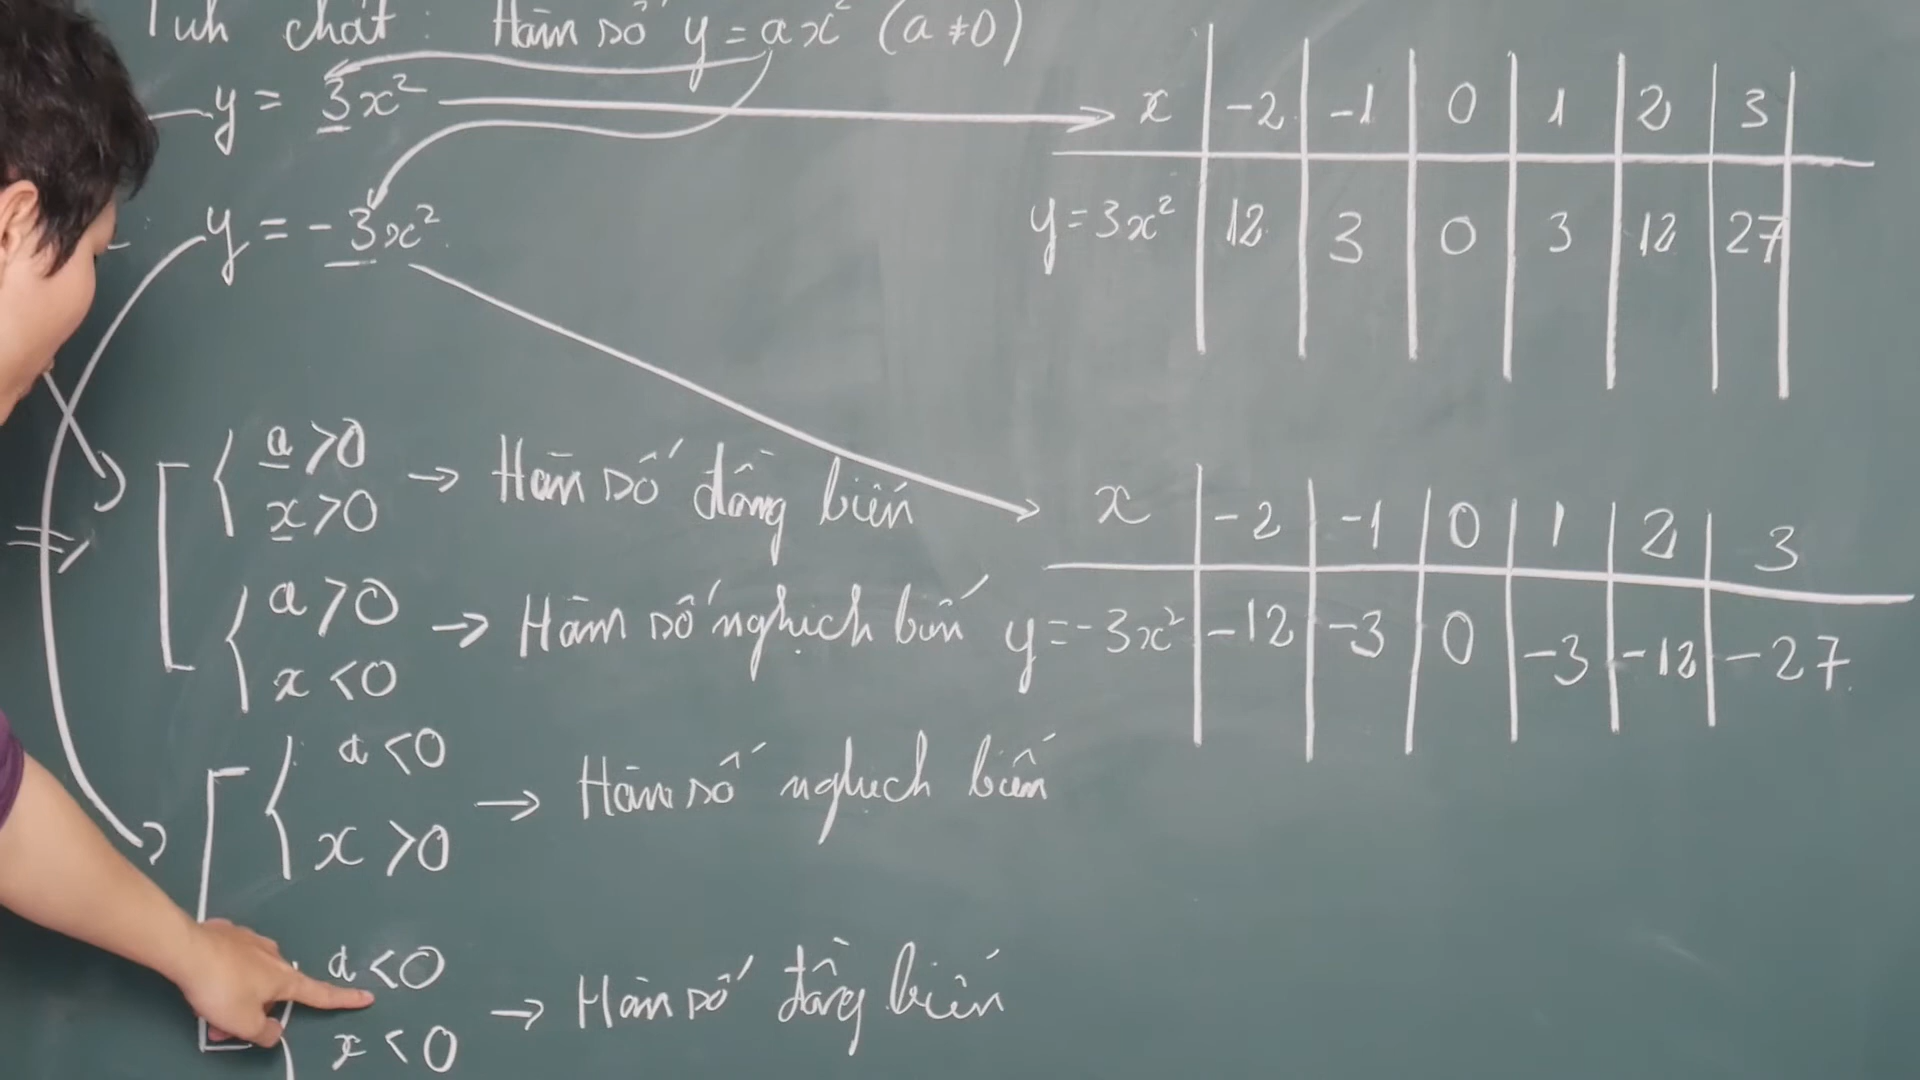 Tính chất : Hàm số y = ax² (a ≠ 0)
y = 3x²
y = -3x²
x -2 -1 0 1 2 3
y = 3x² 12 3 0 3 12 27
a > 0
x > 0
→ Hàm số đồng biến
a > 0
x < 0
→ Hàm số nghịch biến
x -2 -1 0 1 2 3
y = -3x² -12 -3 0 -3 -12 -27
a < 0
x > 0
→ Hàm số nghịch biến
a < 0
x < 0
→ Hàm số đồng biến